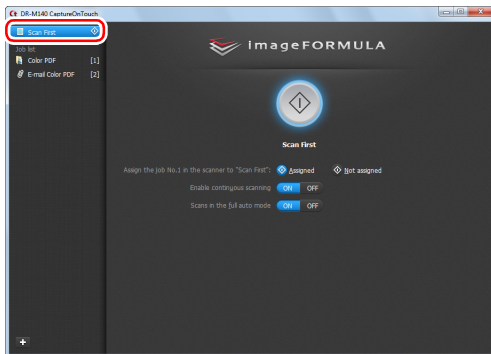 Ct DR-M140 CaptureOnTouch
Scan First
Job list
Color PDF [1]
E-mail Color PDF [2]
imageFORMULA
Scan First
Assign the job No.1 in the scanner to "Scan First": Assigned Not assigned
Enable continuous scanning ON OFF
Scans in the full auto mode ON OFF